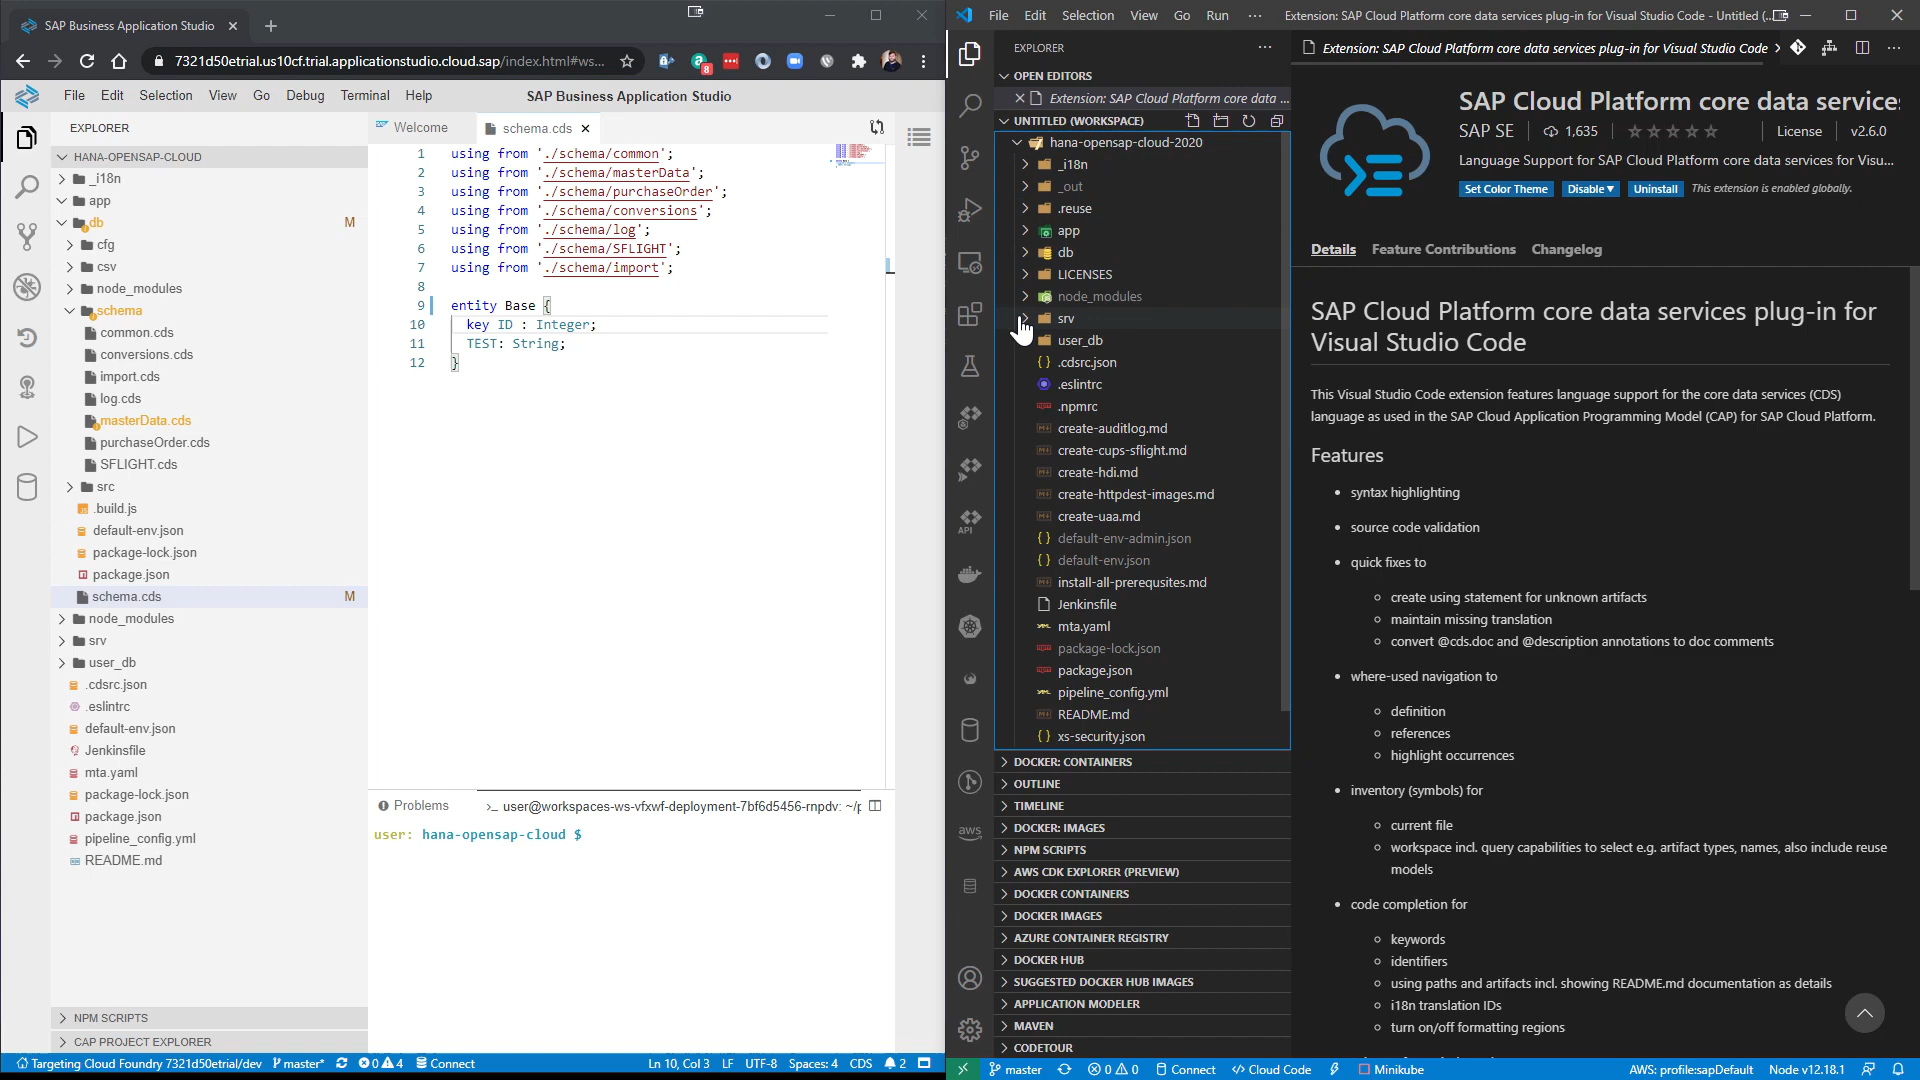 SAP Business Application Studio
7321d50etrial.us10cf.trial.applicationstudio.cloud.sap/index.html#ws...
8
File Edit Selection View Go Debug Terminal Help
SAP Business Application Studio
EXPLORER
HANA-OPENSAP-CLOUD
_i18n
app
db M
cfg
csv
node_modules
schema
common.cds
conversions.cds
import.cds
log.cds
masterData.cds
purchaseOrder.cds
SFLIGHT.cds
src
.build.js
default-env.json
package-lock.json
package.json
schema.cds M
node_modules
srv
user_db
.cdsrc.json
.eslintrc
default-env.json
Jenkinsfile
mta.yaml
package-lock.json
package.json
pipeline_config.yml
README.md
NPM SCRIPTS
CAP PROJECT EXPLORER
Welcome
schema.cds
1 using from './schema/common';
2 using from './schema/masterData';
3 using from './schema/purchaseOrder';
4 using from './schema/conversions';
5 using from './schema/log';
6 using from './schema/SFLIGHT';
7 using from './schema/import';
8
9 entity Base {
10 key ID : Integer;
11 TEST: String;
12 }
Problems
>_ user@workspaces-ws-vfxwf-deployment-7bf6d5456-rnpdv: ~/p
user: hana-opensap-cloud $
Targeting Cloud Foundry 7321d50etrial/dev master* 0 4 Connect
Ln 10, Col 3 LF UTF-8 Spaces: 4 CDS 2
File Edit Selection View Go Run ...
Extension: SAP Cloud Platform core data services plug-in for Visual Studio Code - Untitled (...
EXPLORER
OPEN EDITORS
Extension: SAP Cloud Platform core data ...
UNTITLED (WORKSPACE)
hana-opensap-cloud-2020
_i18n
_out
.reuse
app
db
LICENSES
node_modules
srv
user_db
.cdsrc.json
.eslintrc
.npmrc
create-auditlog.md
create-cups-sflight.md
create-hdi.md
create-httpdest-images.md
create-uaa.md
default-env-admin.json
default-env.json
install-all-prerequsites.md
Jenkinsfile
mta.yaml
package-lock.json
package.json
pipeline_config.yml
README.md
xs-security.json
DOCKER: CONTAINERS
OUTLINE
TIMELINE
DOCKER: IMAGES
NPM SCRIPTS
AWS CDK EXPLORER (PREVIEW)
DOCKER CONTAINERS
DOCKER IMAGES
AZURE CONTAINER REGISTRY
DOCKER HUB
SUGGESTED DOCKER HUB IMAGES
APPLICATION MODELER
MAVEN
CODETOUR
API
aws
Extension: SAP Cloud Platform core data services plug-in for Visual Studio Code
SAP Cloud Platform core data services
SAP SE 1,635 License v2.6.0
Language Support for SAP Cloud Platform core data services for Visu...
Set Color Theme Disable Uninstall This extension is enabled globally.
Details Feature Contributions Changelog
SAP Cloud Platform core data services plug-in for
Visual Studio Code
This Visual Studio Code extension features language support for the core data services (CDS)
language as used in the SAP Cloud Application Programming Model (CAP) for SAP Cloud Platform.
Features
syntax highlighting
source code validation
quick fixes to
create using statement for unknown artifacts
maintain missing translation
convert @cds.doc and @description annotations to doc comments
where-used navigation to
definition
references
highlight occurrences
inventory (symbols) for
current file
workspace incl. query capabilities to select e.g. artifact types, names, also include reuse
models
code completion for
keywords
identifiers
using paths and artifacts incl. showing README.md documentation as details
i18n translation IDs
turn on/off formatting regions
master 0 0 Connect Cloud Code Minikube
AWS: profile:sapDefault Node v12.18.1